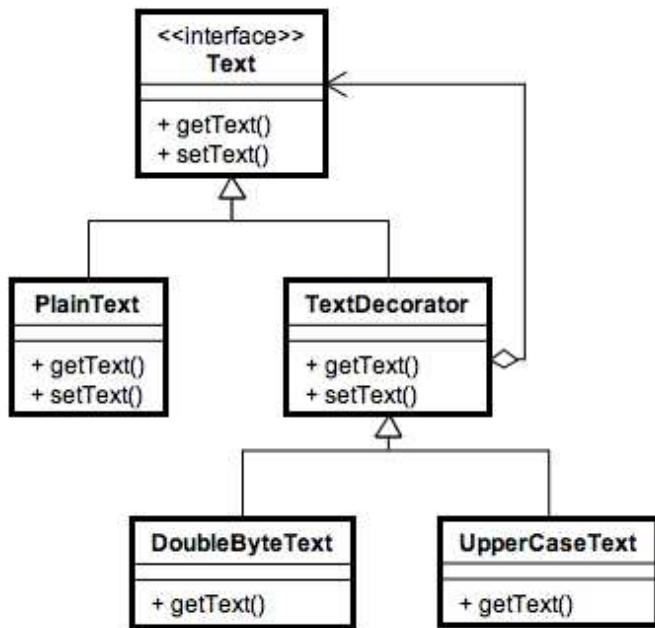 <<interface>>
Text
+ getText()
+ setText()
PlainText
+ getText()
+ setText()
TextDecorator
+ getText()
+ setText()
DoubleByteText
+ getText()
UpperCaseText
+ getText()